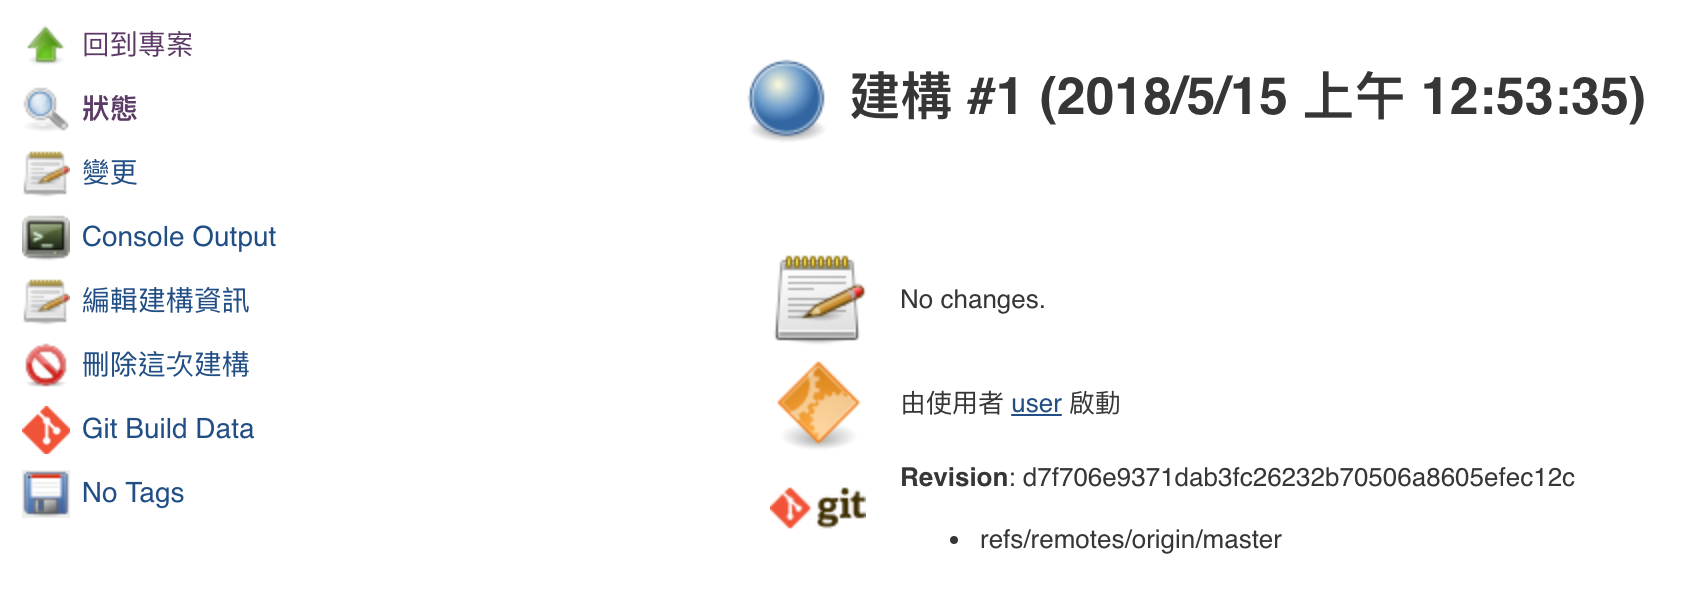 回到專案
狀態
變更
Console Output
編輯建構資訊
刪除這次建構
Git Build Data
No Tags
建構 #1 (2018/5/15 上午 12:53:35)
No changes.
由使用者 user 啟動
git
Revision: d7f706e9371dab3fc26232b70506a8605efec12c
• refs/remotes/origin/master